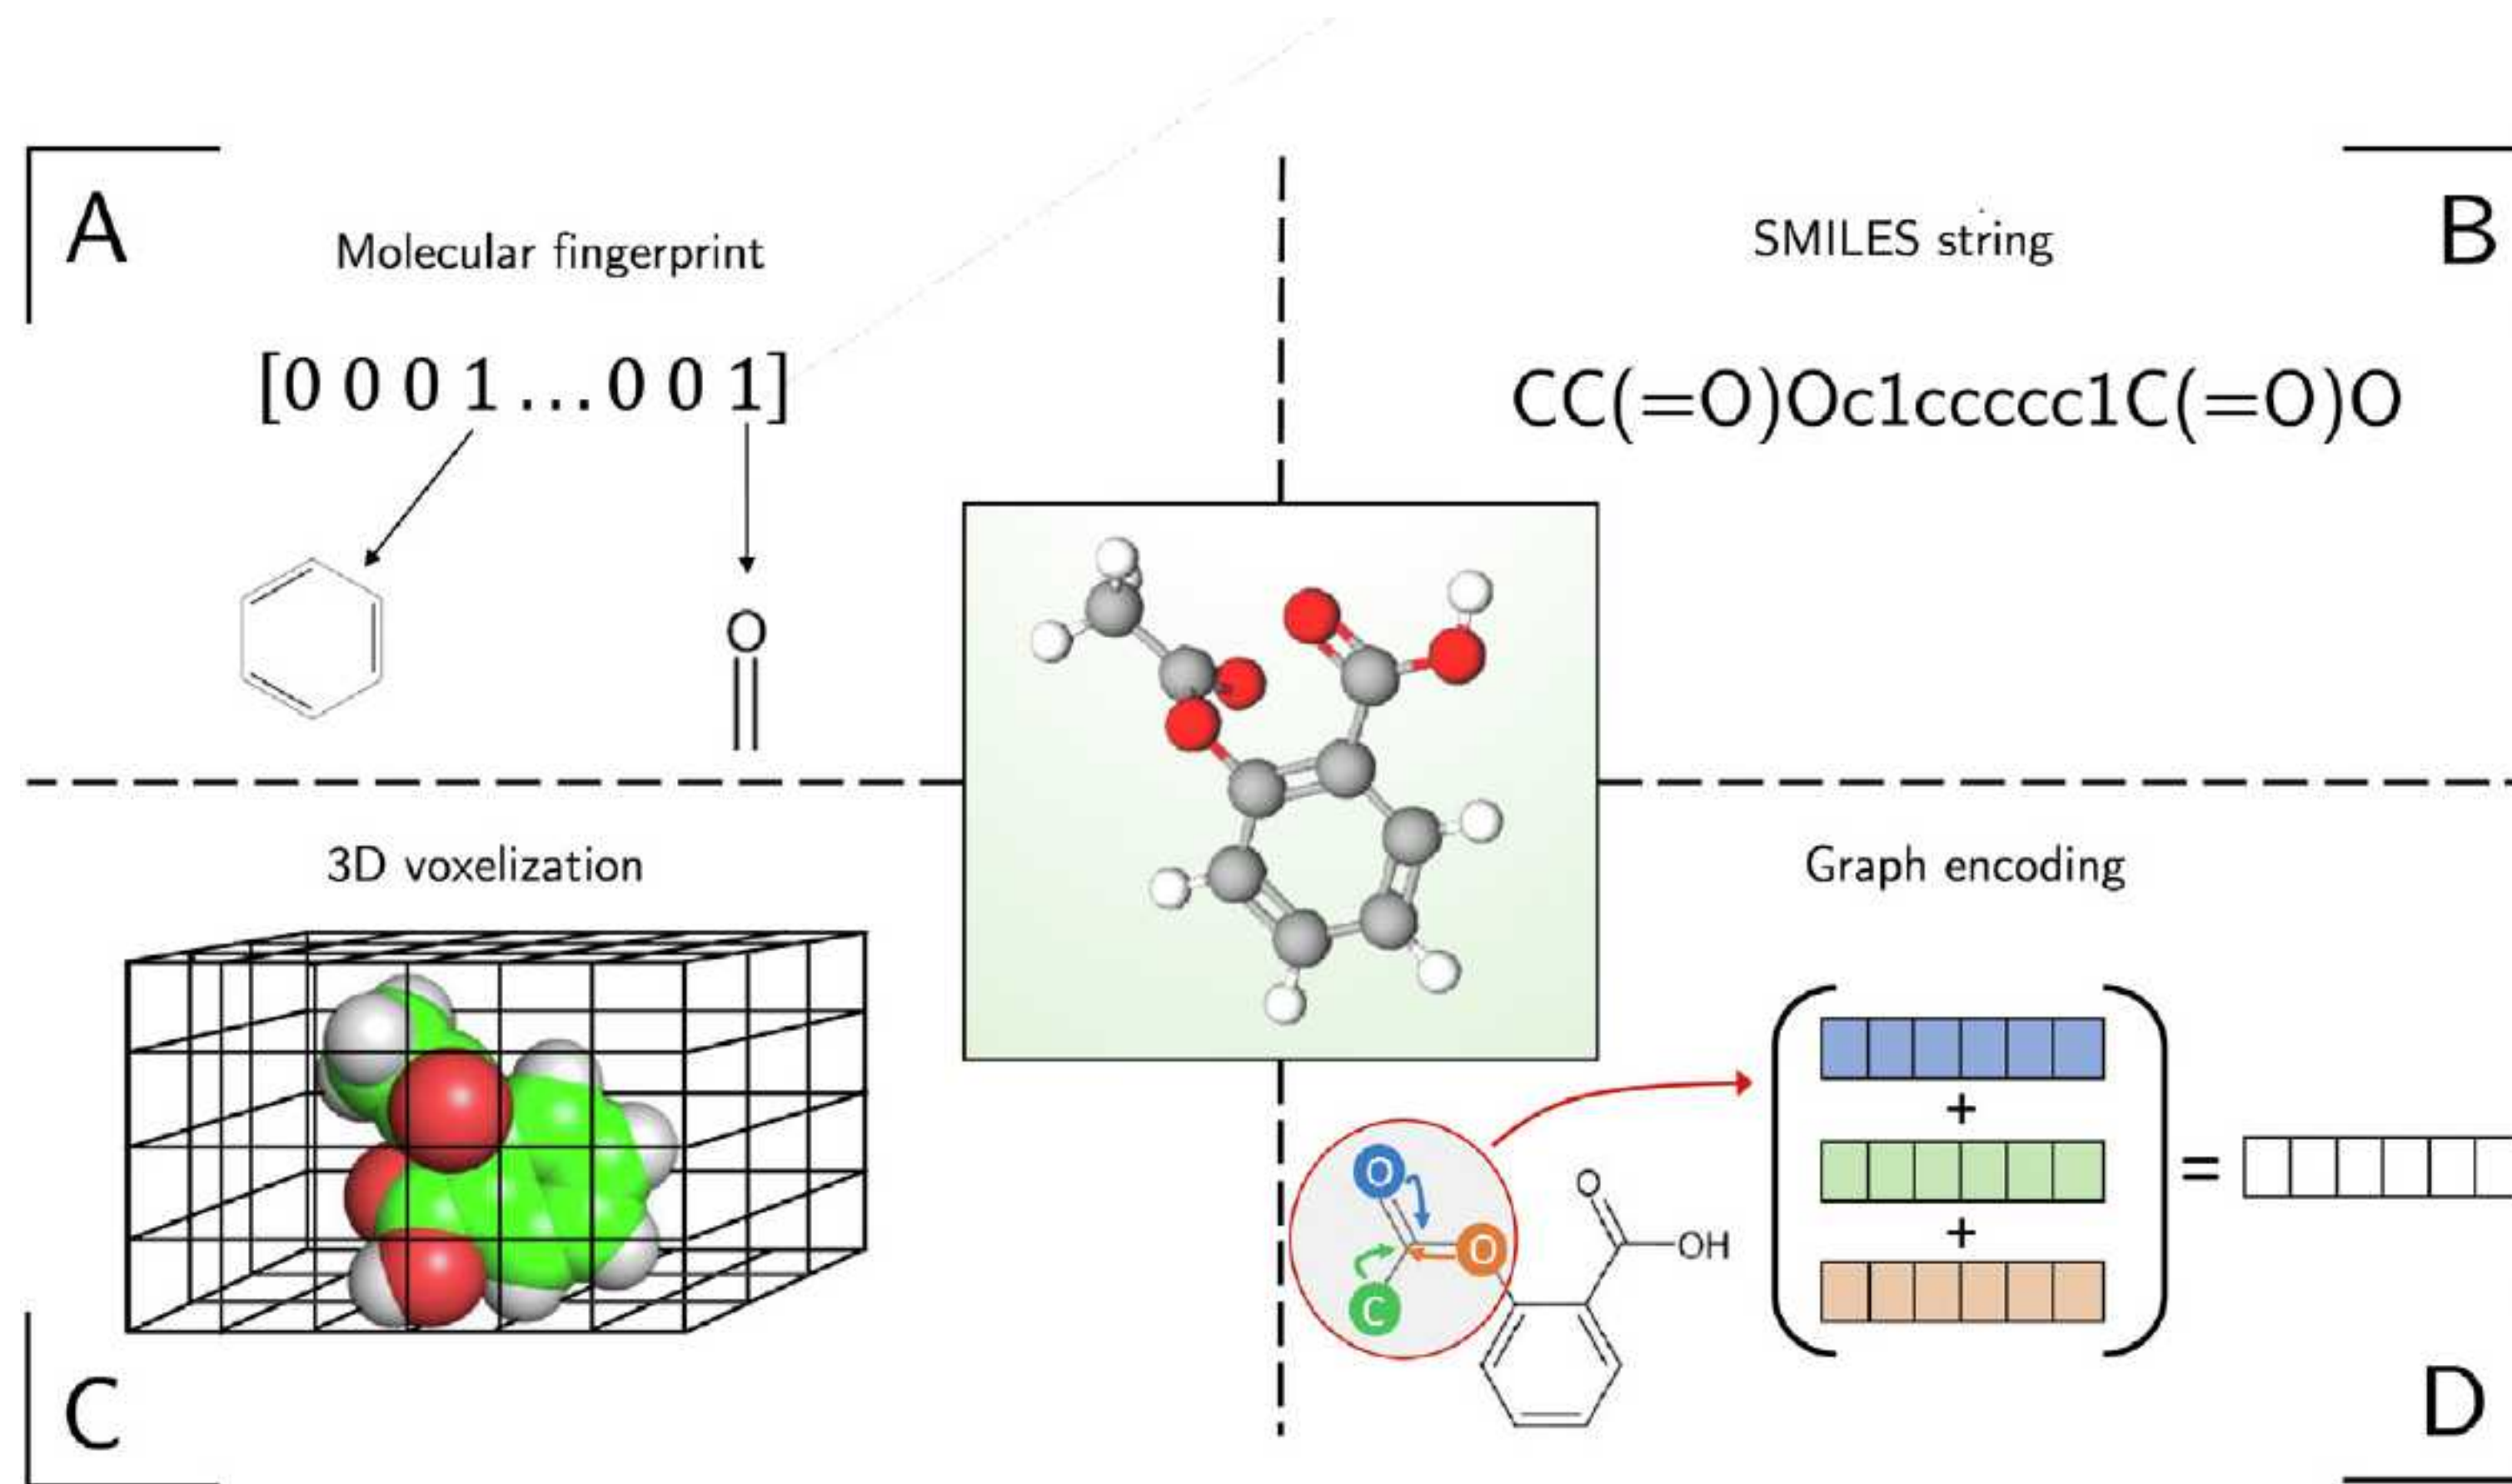 A
Molecular fingerprint
[0 0 0 1 ... 0 0 1]
O
B
SMILES string
CC(=O)Oc1ccccc1C(=O)O
C
3D voxelization
D
Graph encoding
O
O
C
O
OH
+
+
=